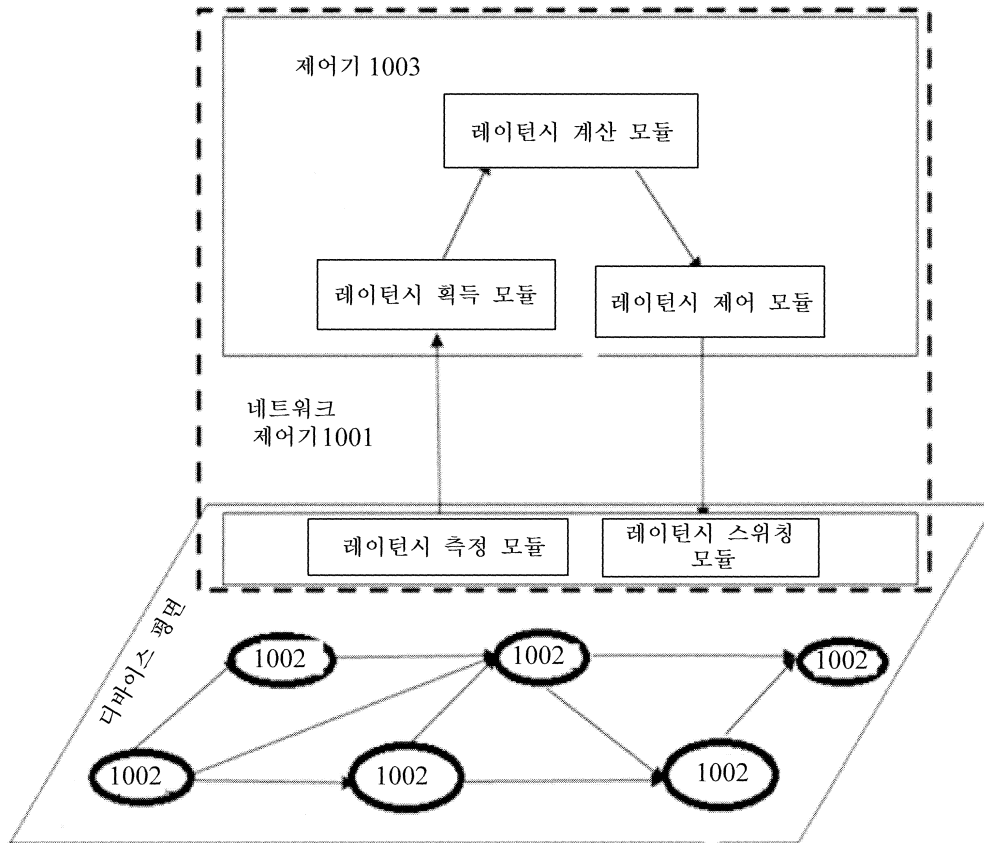 제어기 1003
레이턴시 계산 모듈
레이턴시 획득 모듈
레이턴시 제어 모듈
네트워크
제어기1001
레이턴시 측정 모듈
레이턴시 스위칭
모듈
디바이스 평면
1002
1002
1002
1002
1002
1002